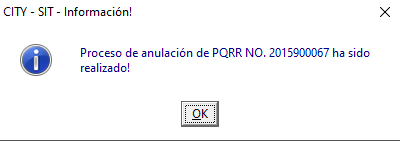 CITY - SIT - Información!
Proceso de anulación de PQRR NO. 2015900067 ha sido
realizado!
OK